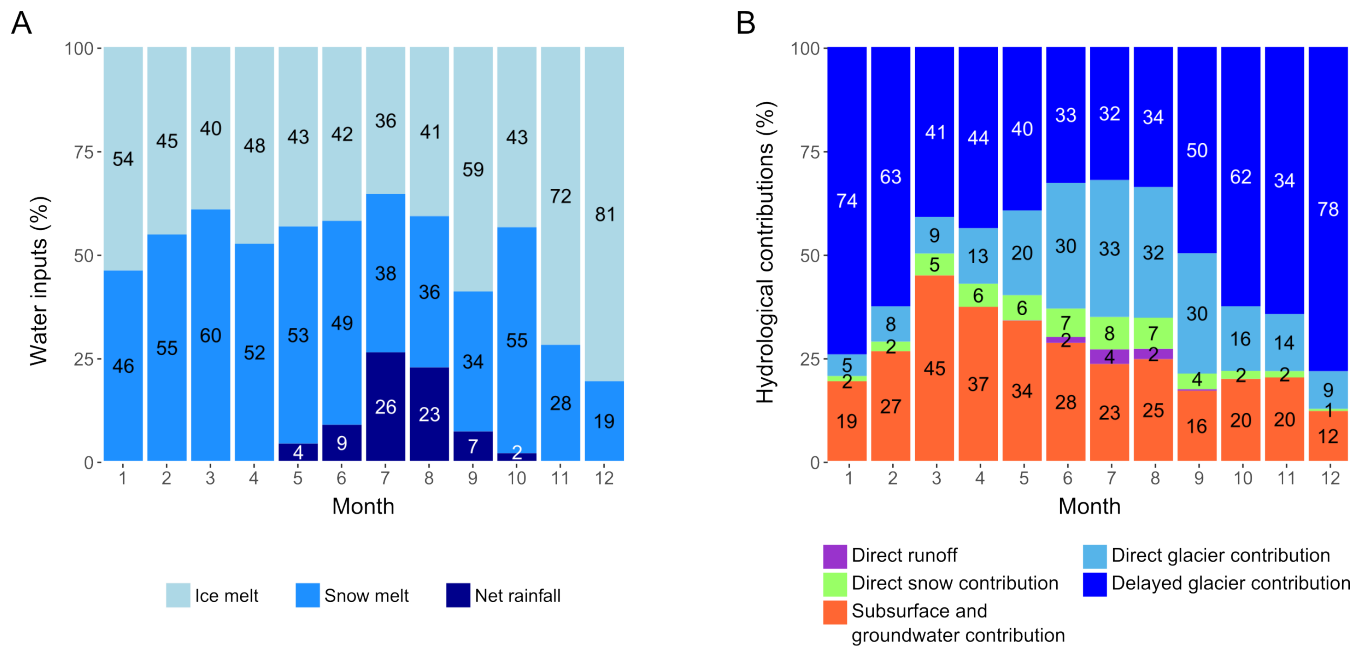 A
B
100
75
50
25
0
Water inputs (%)
54 45 40 48 43 42 36 41 59 43 72 81
46 55 60 52 53 49 38 36 34 55 28 19
4 9 26 23 7 2
1 2 3 4 5 6 7 8 9 10 11 12
Month
Ice melt Snow melt Net rainfall
100
75
50
25
0
Hydrological contributions (%)
74 63 41 44 40 33 32 34 50 62 34 78
5 8 9 13 20 30 33 32 30 16 14 9
2 2 5 6 6 7 8 7 4 2 2 1
2 4 2
19 27 45 37 34 28 23 25 16 20 20 12
1 2 3 4 5 6 7 8 9 10 11 12
Month
Direct runoff
Direct snow contribution
Subsurface and
groundwater contribution
Direct glacier contribution
Delayed glacier contribution